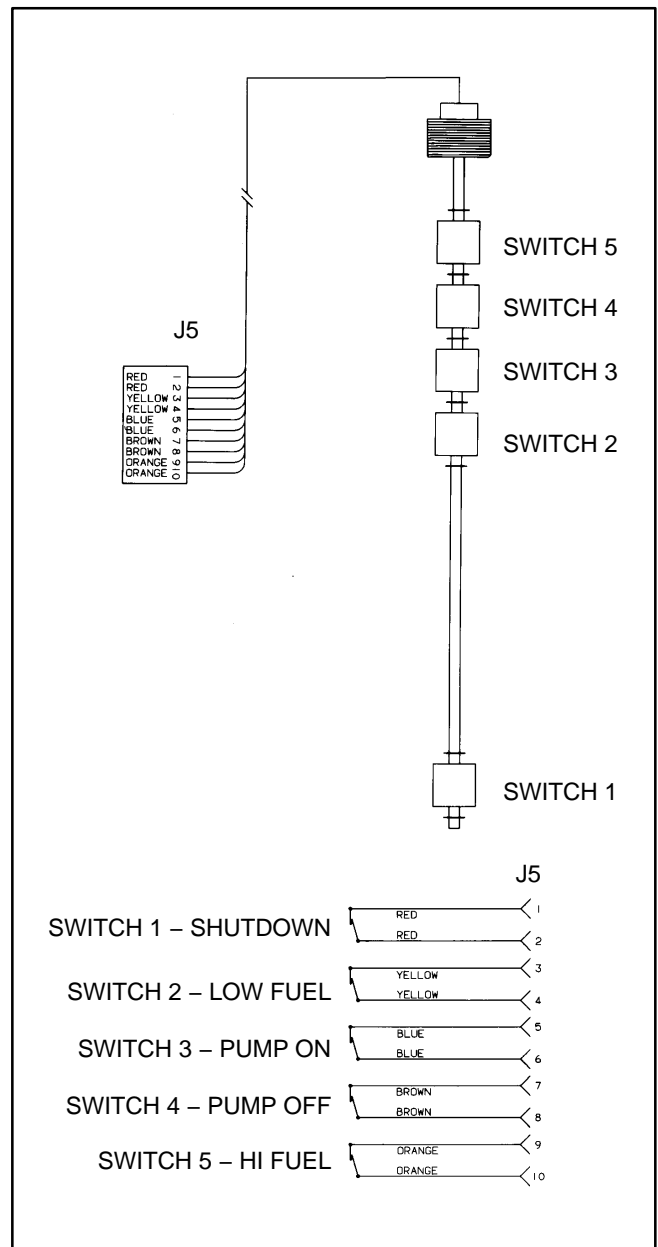 SWITCH 5
SWITCH 4
J5
SWITCH 3
RED 1
RED 2
YELLOW 3
YELLOW 4
BLUE 5
BLUE 6
BROWN 7
BROWN 8
ORANGE 9
ORANGE 10
SWITCH 2
SWITCH 1
J5
SWITCH 1 – SHUTDOWN
RED 1
RED 2
SWITCH 2 – LOW FUEL
YELLOW 3
YELLOW 4
SWITCH 3 – PUMP ON
BLUE 5
BLUE 6
SWITCH 4 – PUMP OFF
BROWN 7
BROWN 8
SWITCH 5 – HI FUEL
ORANGE 9
ORANGE 10